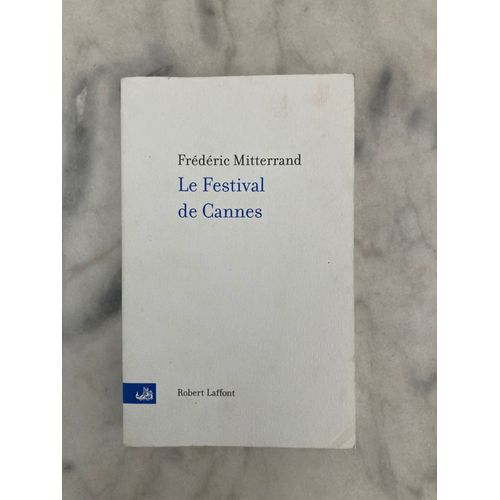 Frédéric Mitterrand
Le Festival
de Cannes
Robert Laffont